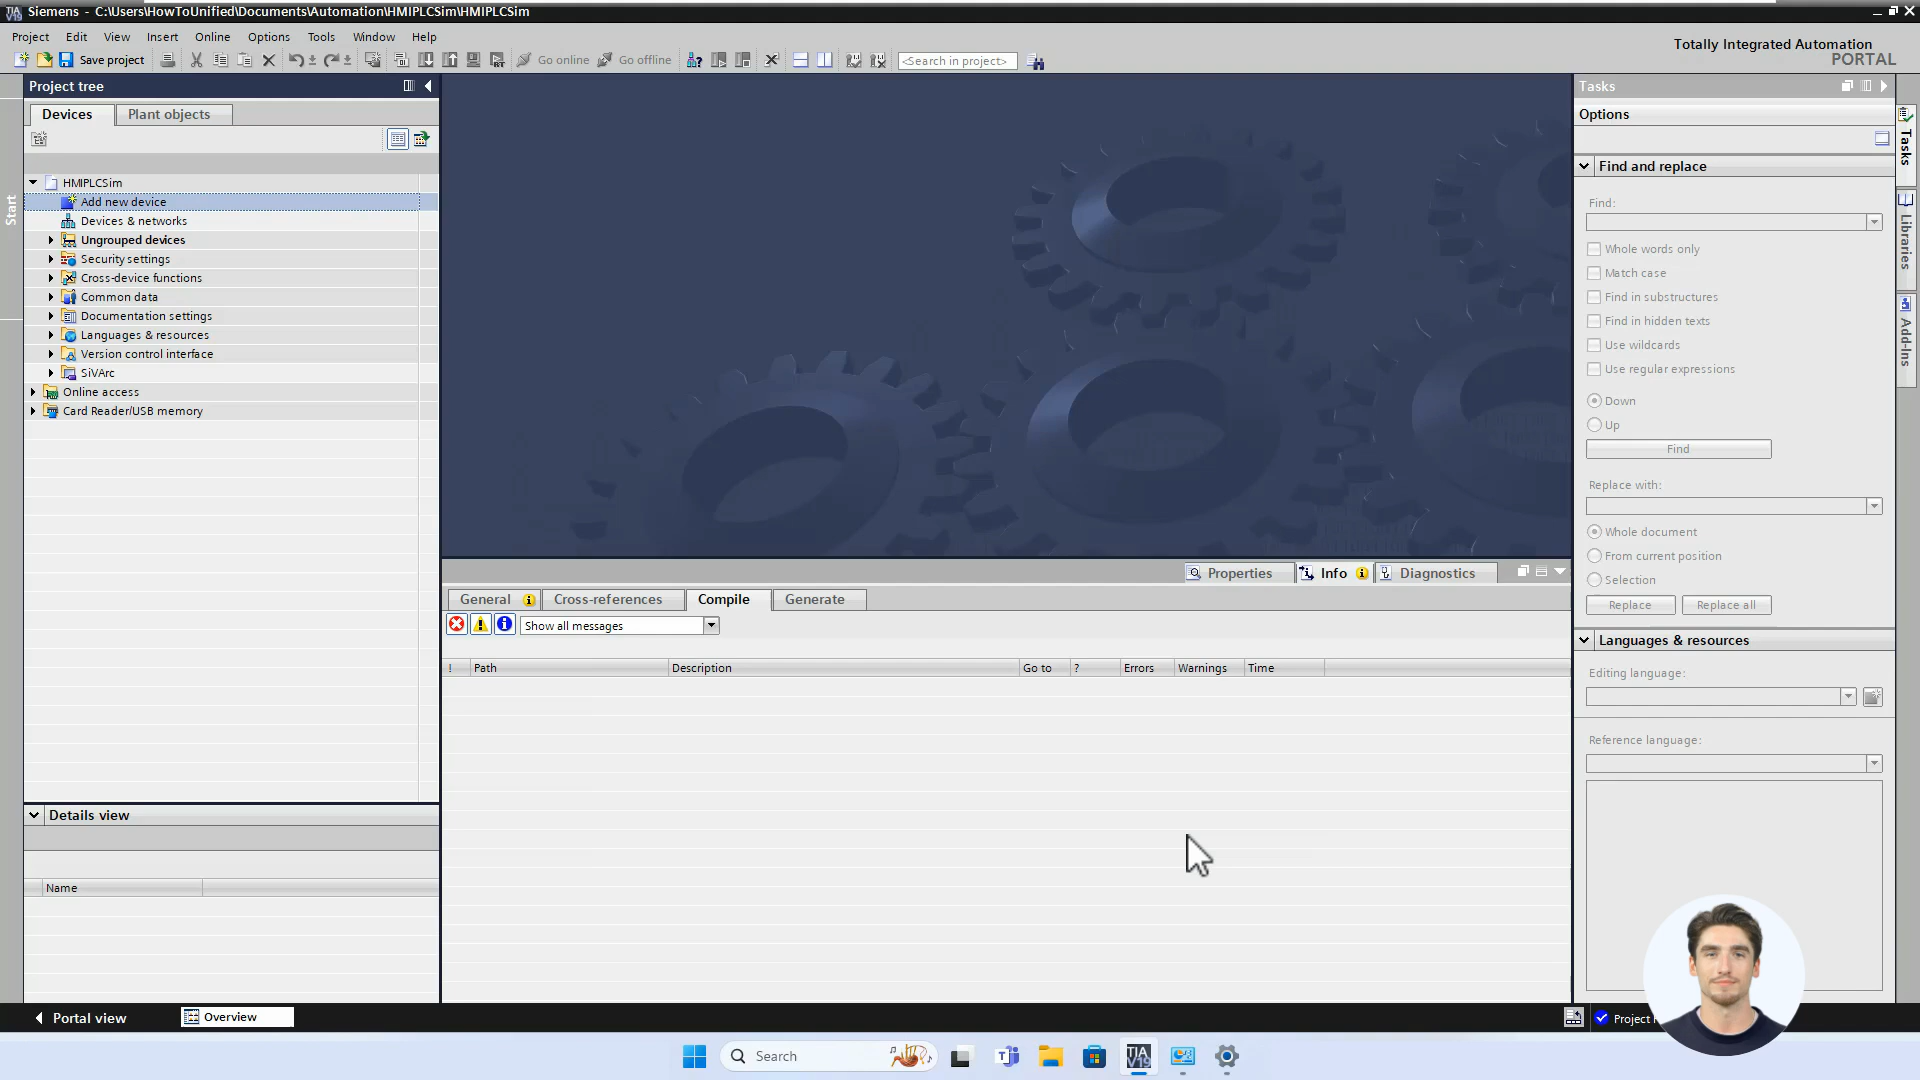 Siemens - C:\Users\HowToUnified\Documents\Automation\HMIPLCSim\HMIPLCSim
Project Edit View Insert Online Options Tools Window Help
Totally Integrated Automation
PORTAL
Save project
Go online
Go offline
<Search in project>
Start
Project tree
Devices
Plant objects
HMIPLCSim
Add new device
Devices & networks
Ungrouped devices
Security settings
Cross-device functions
Common data
Documentation settings
Languages & resources
Version control interface
SiVArc
Online access
Card Reader/USB memory
Details view
Name
Properties
Info
Diagnostics
General
Cross-references
Compile
Generate
Show all messages
! Path Description Go to ? Errors Warnings Time
Tasks
Options
Find and replace
Find:
Whole words only
Match case
Find in substructures
Find in hidden texts
Use wildcards
Use regular expressions
Down
Up
Find
Replace with:
Whole document
From current position
Selection
Replace
Replace all
Languages & resources
Editing language:
Reference language:
Tasks
Libraries
Add-Ins
Portal view
Overview
Project
Search
TIA
V19